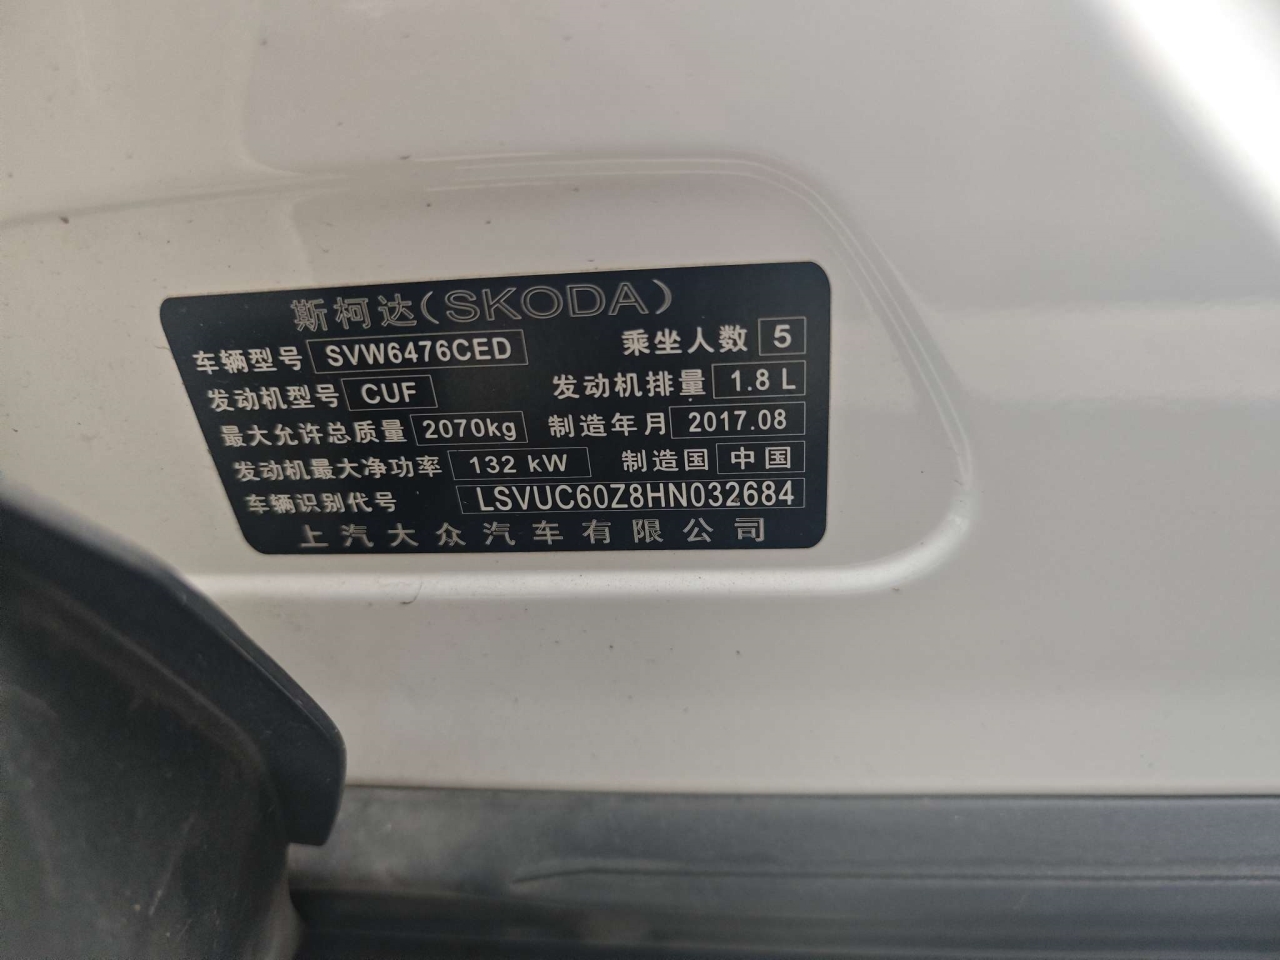 斯柯达(SKODA)
车辆型号 SVW6476CED 乘坐人数 5
发动机型号 CUF 发动机排量 1.8 L
最大允许总质量 2070kg 制造年月 2017.08
发动机最大净功率 132 kW 制造国 中国
车辆识别代号 LSVUC60Z8HN032684
上汽大众汽车有限公司